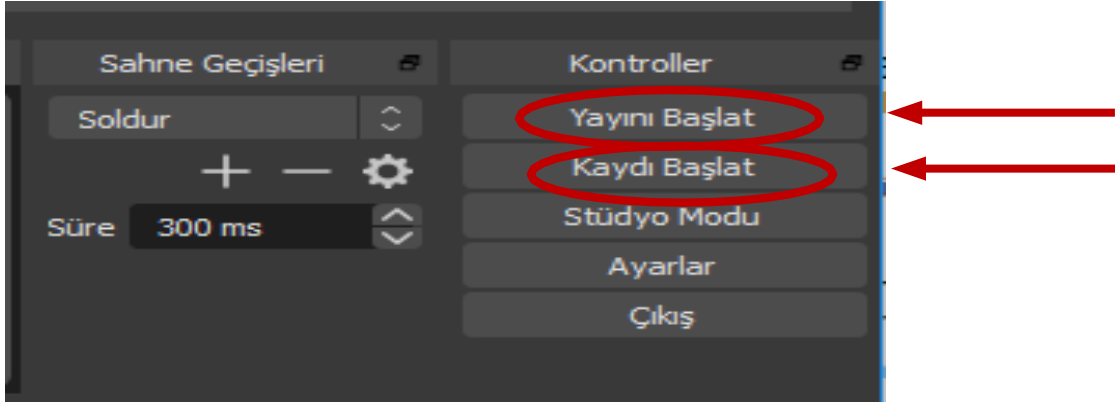 Sahne Geçişleri
Soldur
Süre 300 ms
Kontroller
Yayını Başlat
Kaydı Başlat
Stüdyo Modu
Ayarlar
Çıkış